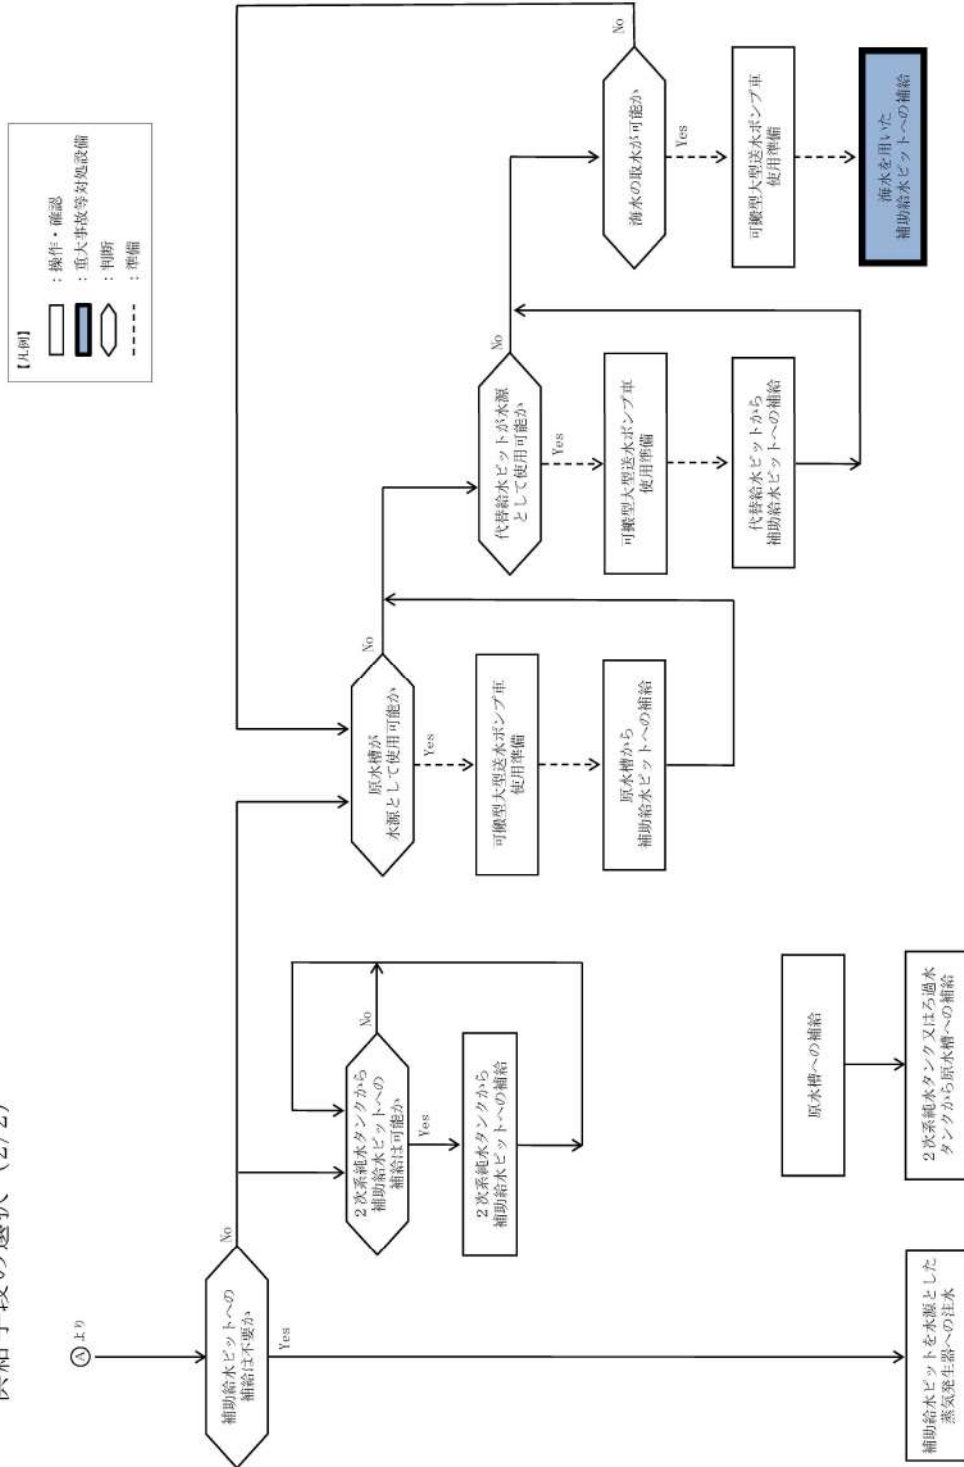 供給手段の選択 (2/2)
【凡例】
：操作・確認
：重大事故等対処設備
：判断
：準備
Aより
補助給水ピットへの
補給は不要か
No
Yes
補助給水ピットを水源とした
蒸気発生器への注水
2次系純水タンクから
補助給水ピットへの
補給は可能か
No
Yes
2次系純水タンクから
補助給水ピットへの補給
原水槽への補給
2次系純水タンク又はろ過水
タンクから原水槽への補給
原水槽が
水源として使用可能か
No
Yes
可搬型大型送水ポンプ車
使用準備
原水槽から
補助給水ピットへの補給
代替給水ピットが水源
として使用可能か
No
Yes
可搬型大型送水ポンプ車
使用準備
代替給水ピットから
補助給水ピットへの補給
海水の取水が可能か
No
Yes
可搬型大型送水ポンプ車
使用準備
海水を用いた
補助給水ピットへの補給